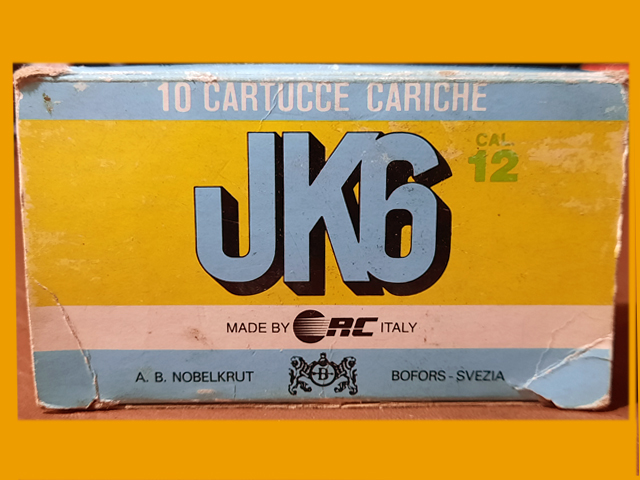 10 CARTUCCE CARICHE
JK6
CAL.
12
MADE BY RC ITALY
B
A. B. NOBELKRUT
BOFORS - SVEZIA